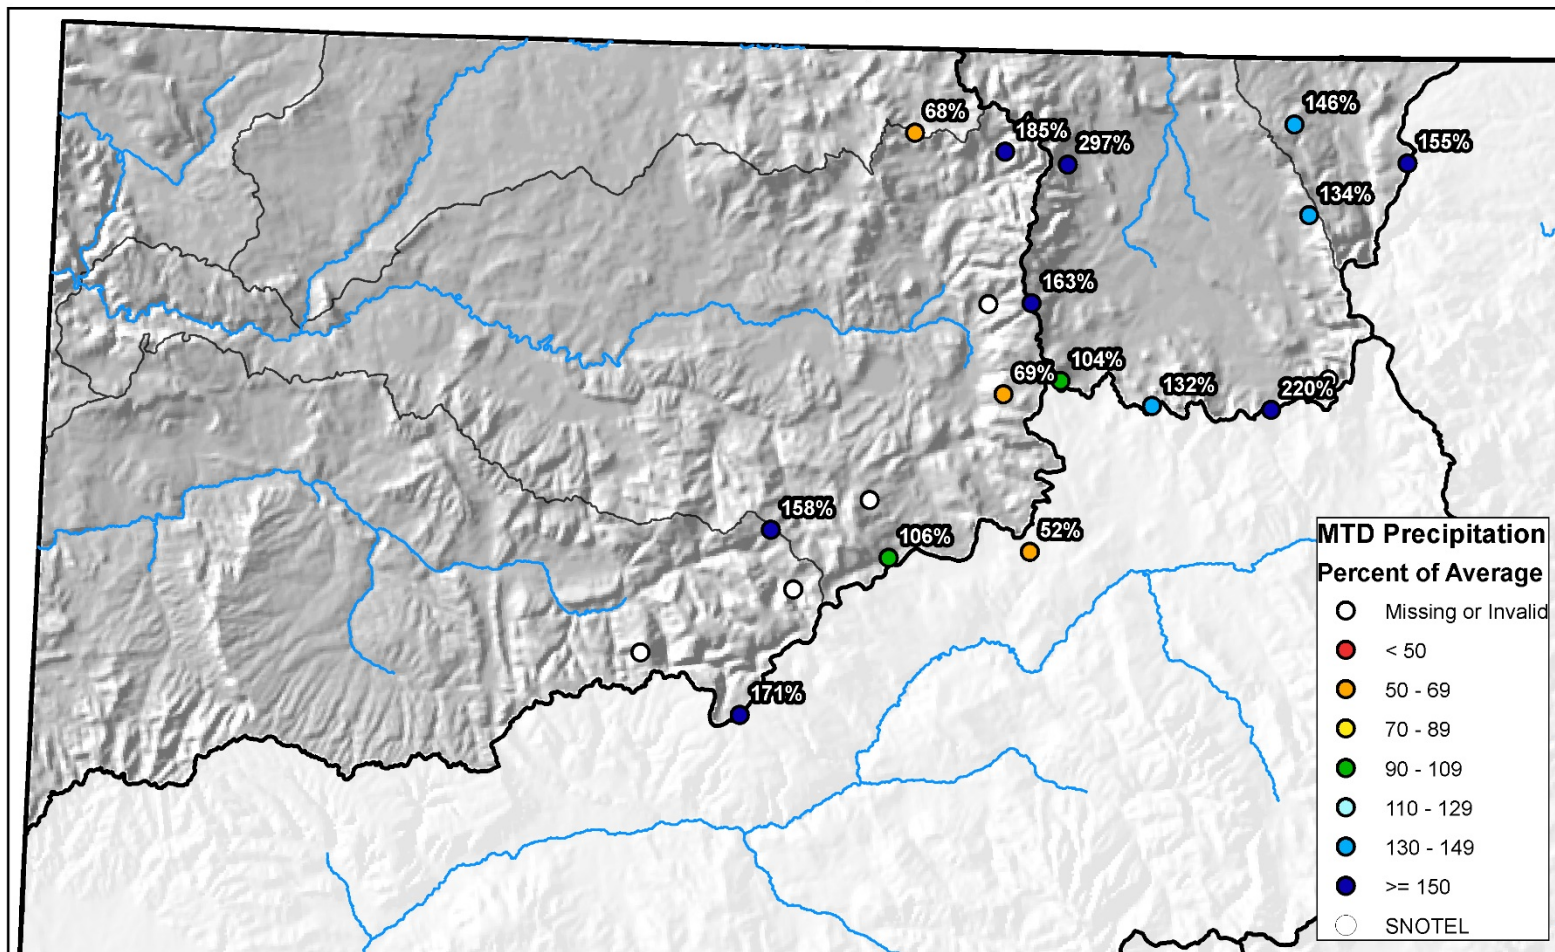 146%
68%
185%
297%
155%
134%
163%
104%
69%
132%
220%
158%
106%
52%
171%
MTD Precipitation
Percent of Average
Missing or Invalid
< 50
50 - 69
70 - 89
90 - 109
110 - 129
130 - 149
>= 150
SNOTEL